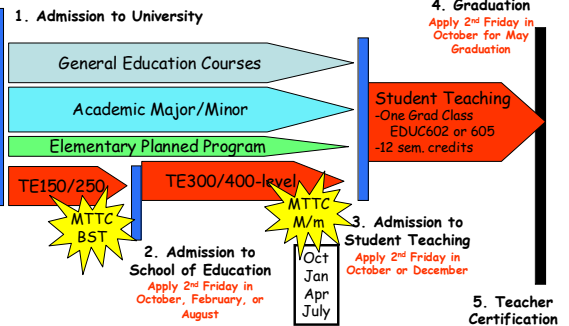 1. Admission to University
4. Graduation
Apply 2nd Friday in
October for May
Graduation
General Education Courses
Academic Major/Minor
Student Teaching
-One Grad Class
EDUC602 or 605
-12 sem. credits
Elementary Planned Program
TE150/250
TE300/400-level
MTTC
BST
MTTC
M/m
2. Admission to
School of Education
Apply 2nd Friday in
October, February, or
August
3. Admission to
Student Teaching
Apply 2nd Friday in
October or December
Oct
Jan
Apr
July
5. Teacher
Certification